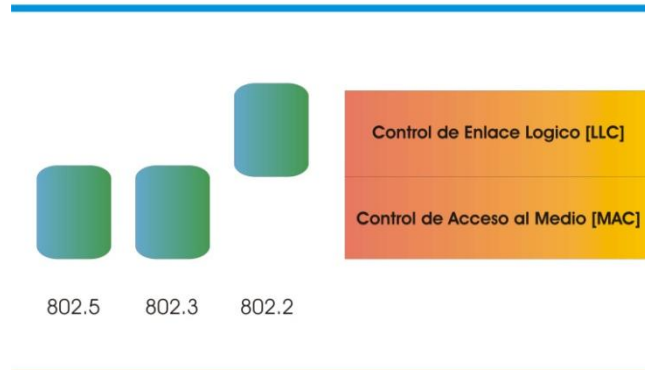 Control de Enlace Logico [LLC]
Control de Acceso al Medio [MAC]
802.5 802.3 802.2